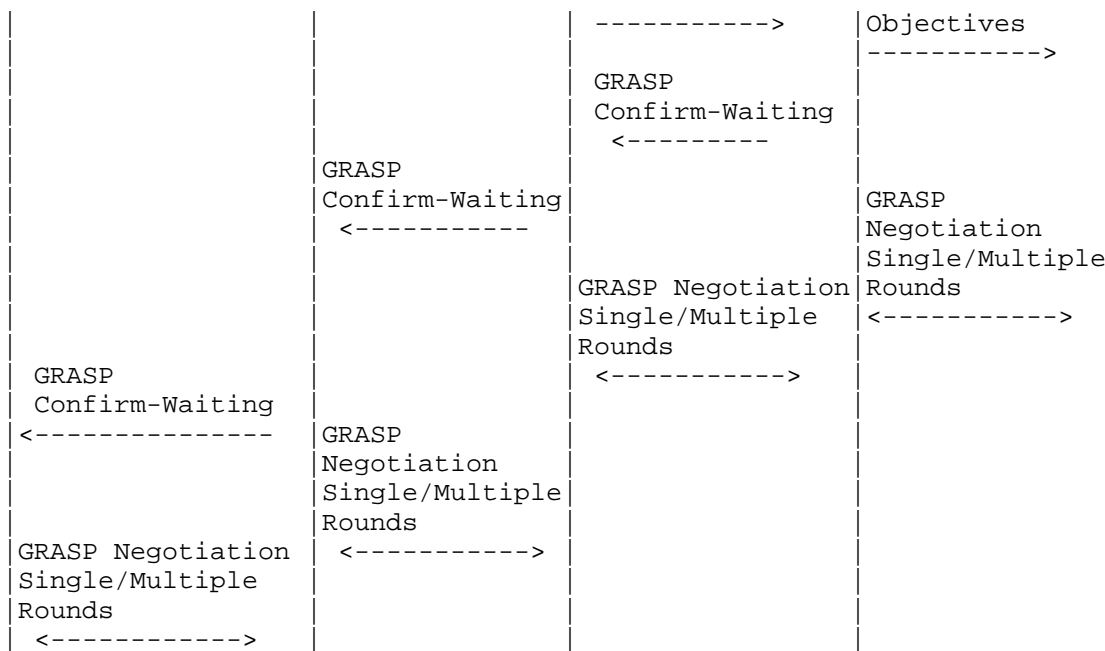 |                   |                | ----------->     |Objectives
|                   |                |                  |----------->
|                   |                | GRASP            |
|                   |                | Confirm-Waiting  |
|                   |                |  <---------      |
|                   |GRASP           |                  |
|                   |Confirm-Waiting|                  |GRASP
|                   | <-----------   |                  |Negotiation
|                   |                |                  |Single/Multiple
|                   |                |GRASP Negotiation|Rounds
|                   |                |Single/Multiple   |<----------->
|                   |                |Rounds            |
| GRASP             |                | <----------->    |
| Confirm-Waiting   |                |                  |
|<---------------   |GRASP           |                  |
|                   |Negotiation     |                  |
|                   |Single/Multiple|                  |
|                   |Rounds          |                  |
|GRASP Negotiation  | <----------->  |                  |
|Single/Multiple    |                |                  |
|Rounds             |                |                  |
| <------------>    |                |                  |